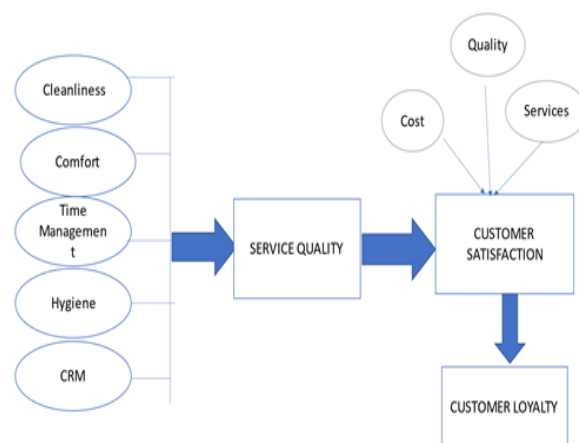 Quality
Cleanliness
Cost
Services
Comfort
Time
Managemen
t
SERVICE QUALITY
CUSTOMER
SATISFACTION
Hygiene
CRM
CUSTOMER LOYALTY